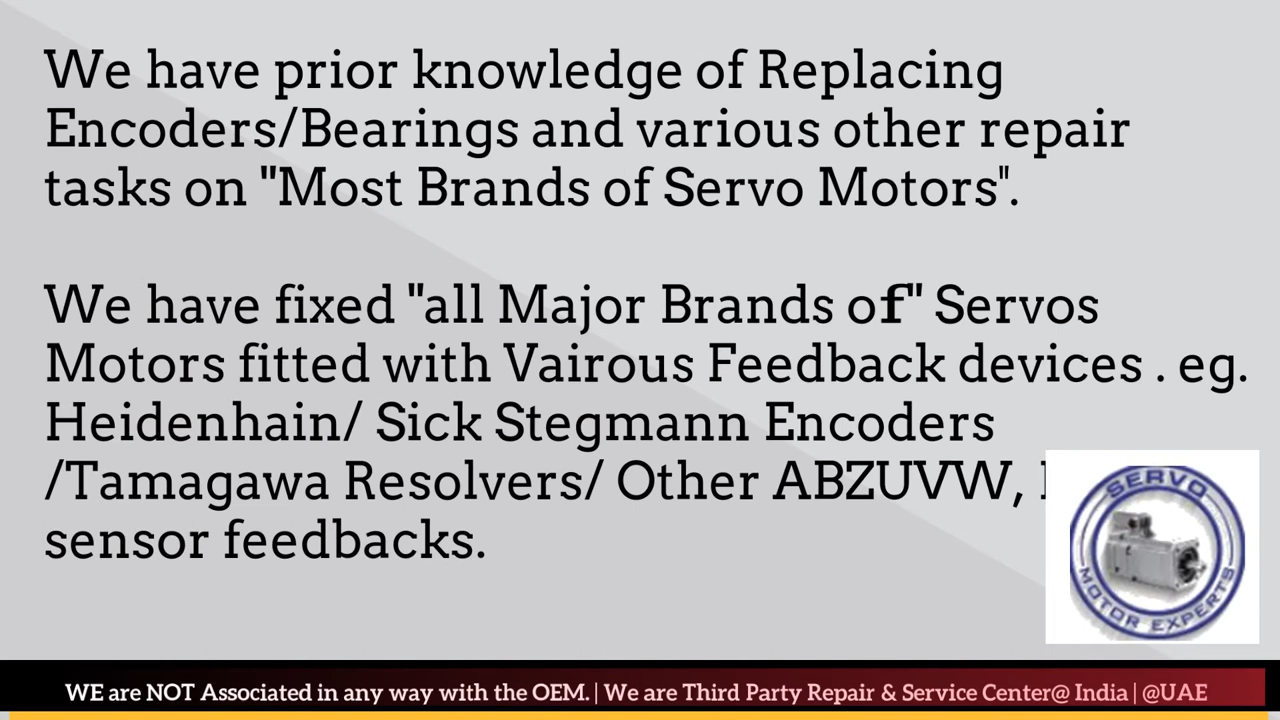 We have prior knowledge of Replacing
Encoders/Bearings and various other repair
tasks on "Most Brands of Servo Motors".
We have fixed "all Major Brands of" Servos
Motors fitted with Vairous Feedback devices . eg.
Heidenhain/ Sick Stegmann Encoders
/Tamagawa Resolvers/ Other ABZUVW,
sensor feedbacks.
SERVO
MOTOR EXPERTS
WE are NOT Associated in any way with the OEM. | We are Third Party Repair & Service Center@ India | @UAE